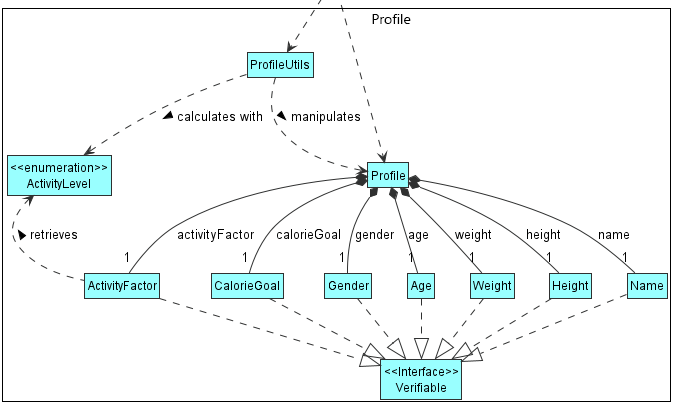 Profile
ProfileUtils
calculates with
manipulates
<<enumeration>>
ActivityLevel
Profile
retrieves
activityFactor
calorieGoal
gender
age
weight
height
name
1
1
1
1
1
1
1
ActivityFactor
CalorieGoal
Gender
Age
Weight
Height
Name
<<Interface>>
Verifiable